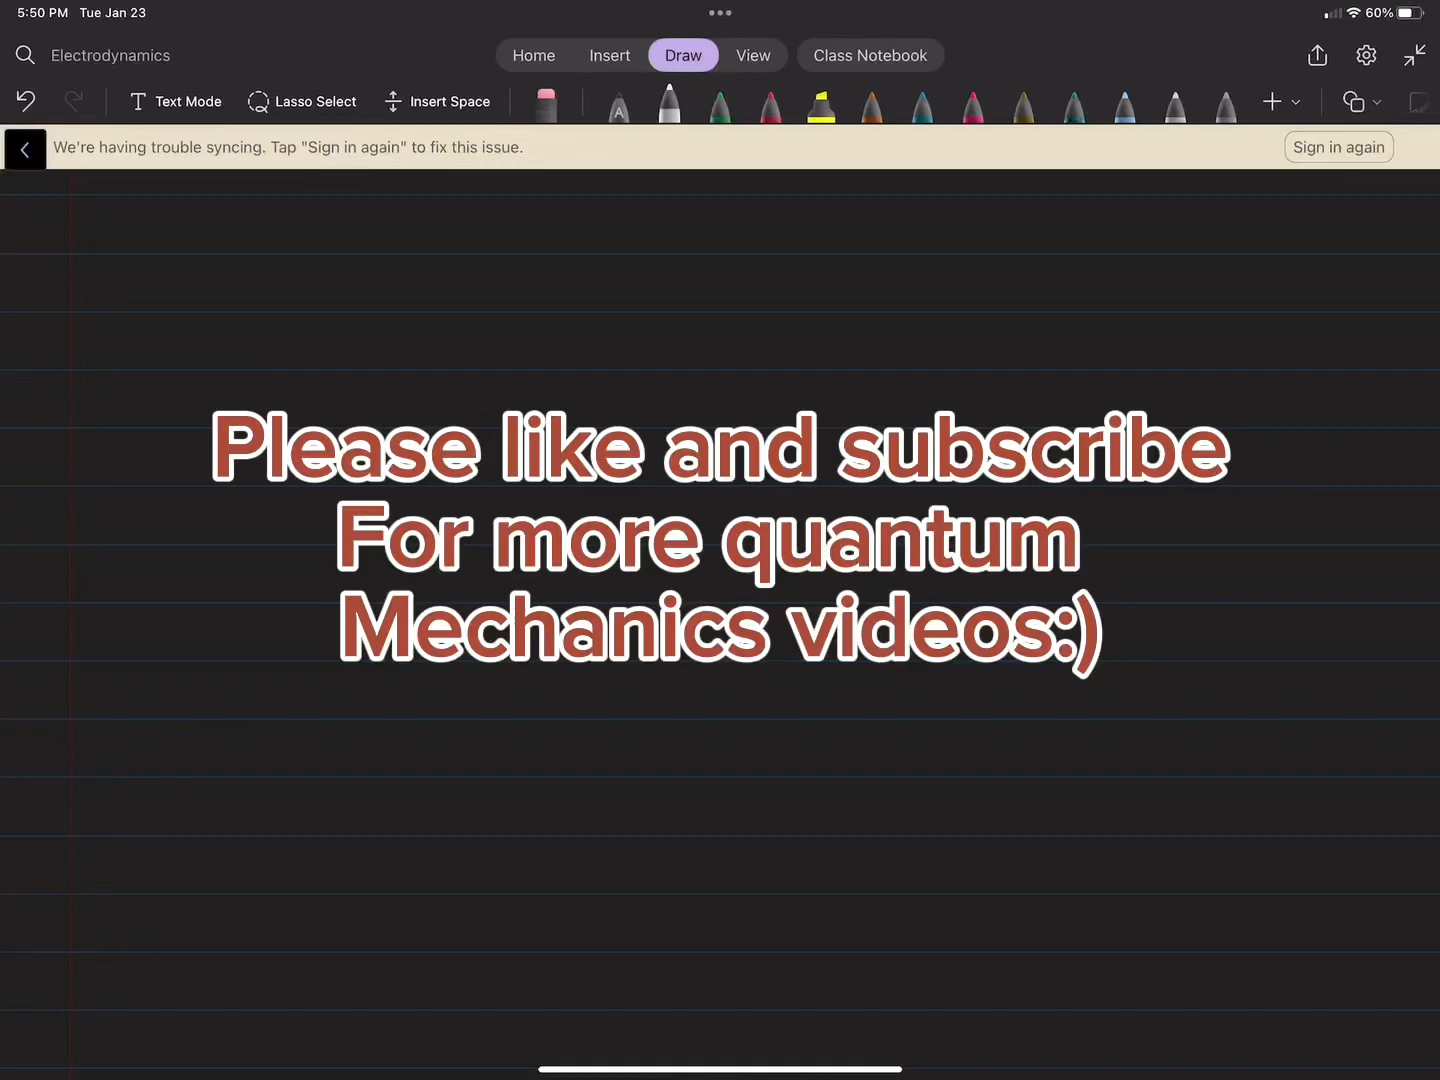 5:50 PM Tue Jan 23
60%
Electrodynamics
Home Insert Draw View Class Notebook
Text Mode Lasso Select Insert Space
A
We're having trouble syncing. Tap "Sign in again" to fix this issue.
Sign in again
Please like and subscribe
For more quantum
Mechanics videos:)